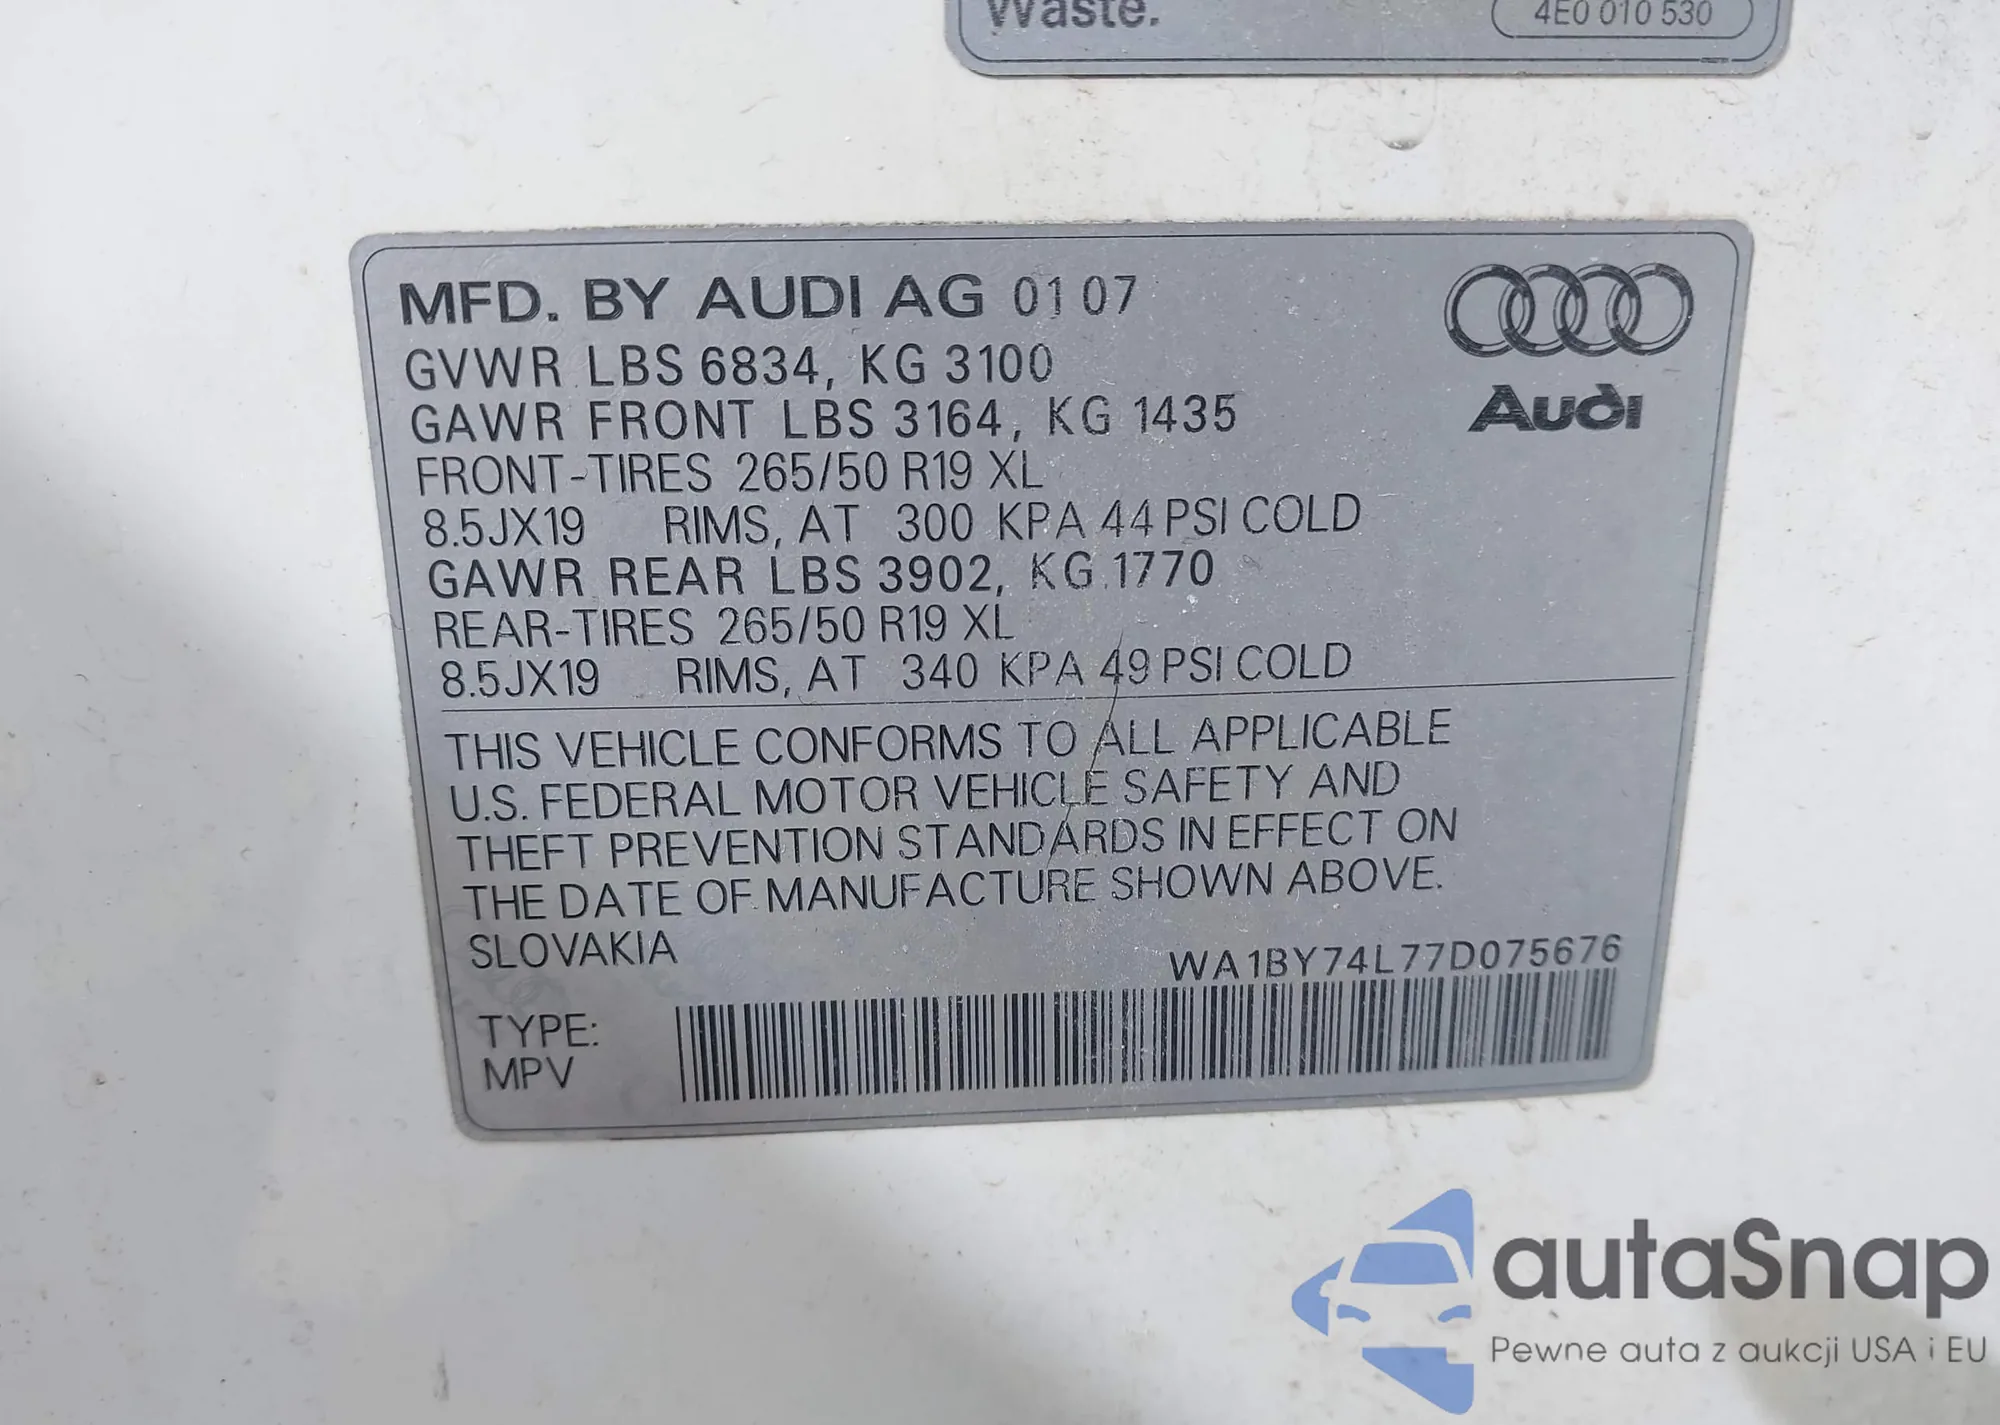 Waste.
4E0 010 530
MFD. BY AUDI AG 01 07
GVWR LBS 6834, KG 3100
GAWR FRONT LBS 3164, KG 1435
FRONT-TIRES 265/50 R19 XL
8.5JX19 RIMS, AT 300 KPA 44 PSI COLD
GAWR REAR LBS 3902, KG 1770
REAR-TIRES 265/50 R19 XL
8.5JX19 RIMS, AT 340 KPA 49 PSI COLD
Audi
THIS VEHICLE CONFORMS TO ALL APPLICABLE
U.S. FEDERAL MOTOR VEHICLE SAFETY AND
THEFT PREVENTION STANDARDS IN EFFECT ON
THE DATE OF MANUFACTURE SHOWN ABOVE.
SLOVAKIA
WA1BY74L77D075676
TYPE:
MPV
autaSnap
Pewne auta z aukcji USA i EU